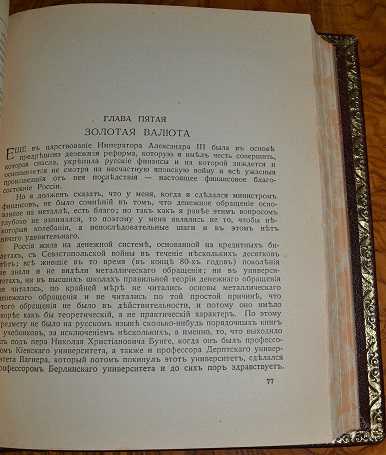 ГЛАВА ПЯТАЯ
ЗОЛОТАЯ ВАЛЮТА
ЕЩЕ въ царствованіе Императора Александра III была въ основѣ
предрѣшена денежная реформа, которую я имѣлъ честь совершить,
которая спасла, укрѣпила русскіе финансы и на которой зиждется и
основывается не смотря на несчастную японскую войну и всѣ ужасныя
происшедшія отъ нея послѣдствія — настоящее финансовое благо-
состояніе Россіи.
Но я долженъ сказать, что у меня, когда я сдѣлался министромъ
финансовъ, не было сомнѣній въ томъ, что денежное обращеніе осно-
ванное на металлѣ, есть благо; но такъ какъ я ранѣе этимъ вопросомъ
глубоко не занимался, то поэтому у меня являлись не то, чтобы нѣ-
которыя колебанія, а непослѣдовательные шаги и въ этомъ нѣтъ
ничего удивительнаго.
Россія жила на денежной системѣ, основанной на кредитныхъ би-
летахъ, съ Севастопольской войны въ теченіе нѣсколькихъ десятковъ
лѣтъ; всѣ жившіе въ то время (въ концѣ 80-хъ годовъ) поколѣнія
не знали и не видѣли металлическаго обращенія; ни въ универси-
тетахъ, ни въ высшихъ школахъ правильной теоріи денежнаго обращенія
не читалось, по крайней мѣрѣ не читались основы металлическаго
денежнаго обращенія и не читались по той простой причинѣ, что
этого обращенія не было въ дѣйствительности, и потому оно имѣло
скорѣе какъ бы теоретическій, а не практическій характеръ. По этому
предмету не было на русскомъ языкѣ сколько-нибудь порядочныхъ книгъ
и учебниковъ, за исключеніемъ нѣсколькихъ, а именно, то, что выходило
изъ подъ пера Николая Христіановича Бунге, когда онъ былъ профессо-
ромъ Кіевскаго университета, а также и профессора Дерптскаго универ-
ситета Вагнера, который потомъ покинулъ этотъ университетъ, сдѣлался
профессоромъ Берлинскаго университета и до сихъ поръ здравствуетъ.
77